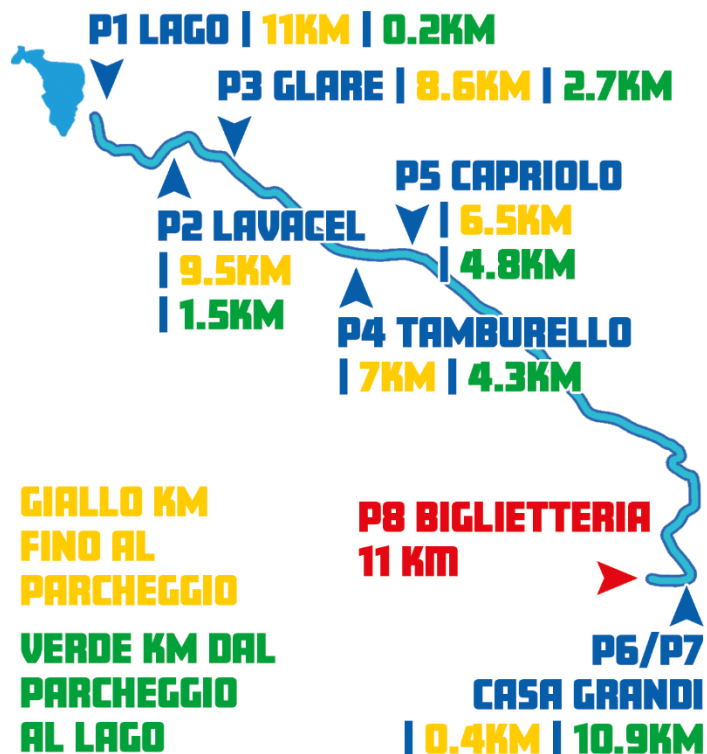 P1 LAGO | 11KM | 0.2KM
P3 GLARE | 8.6KM | 2.7KM
P5 CAPRIOLO
| 6.5KM
| 4.8KM
P2 LAVACEL
| 9.5KM
| 1.5KM
P4 TAMBURELLO
| 7KM | 4.3KM
GIALLO KM
FINO AL
PARCHEGGIO
P8 BIGLIETTERIA
11 KM
VERDE KM DAL
PARCHEGGIO
AL LAGO
P6/P7
CASA GRANDI
| 0.4KM | 10.9KM